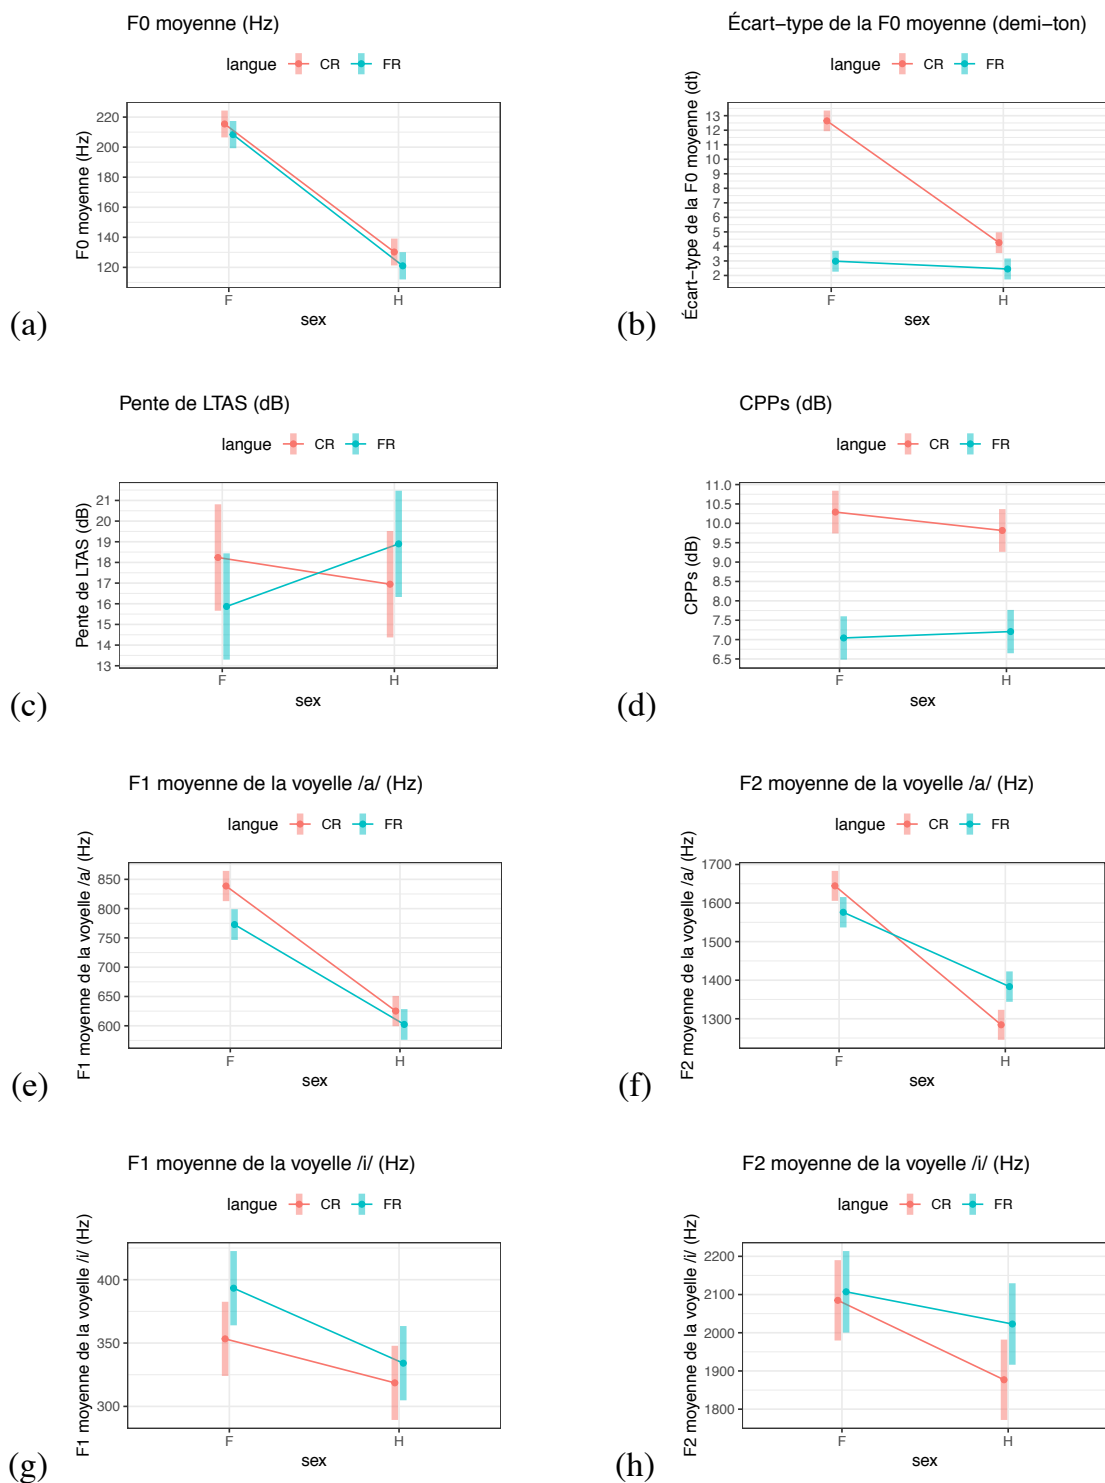 F0 moyenne (Hz)
langue CR FR
F0 moyenne (Hz)
220
200
180
160
140
120
F H
sex
(a)
Écart−type de la F0 moyenne (demi−ton)
langue CR FR
Écart−type de la F0 moyenne (dt)
13
12
11
10
9
8
7
6
5
4
3
2
F H
sex
(b)
Pente de LTAS (dB)
langue CR FR
Pente de LTAS (dB)
21
20
19
18
17
16
15
14
13
F H
sex
(c)
CPPs (dB)
langue CR FR
CPPs (dB)
11.0
10.5
10.0
9.5
9.0
8.5
8.0
7.5
7.0
6.5
F H
sex
(d)
F1 moyenne de la voyelle /a/ (Hz)
langue CR FR
F1 moyenne de la voyelle /a/ (Hz)
850
800
750
700
650
600
F H
sex
(e)
F2 moyenne de la voyelle /a/ (Hz)
langue CR FR
F2 moyenne de la voyelle /a/ (Hz)
1700
1600
1500
1400
1300
F H
sex
(f)
F1 moyenne de la voyelle /i/ (Hz)
langue CR FR
F1 moyenne de la voyelle /i/ (Hz)
400
350
300
F H
sex
(g)
F2 moyenne de la voyelle /i/ (Hz)
langue CR FR
F2 moyenne de la voyelle /i/ (Hz)
2200
2100
2000
1900
1800
F H
sex
(h)